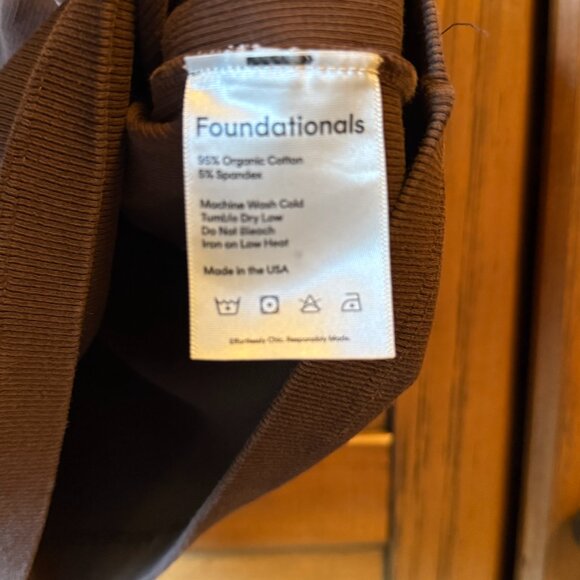 Foundationals
95% Organic Cotton
5% Spandex
Machine Wash Cold
Tumble Dry Low
Do Not Bleach
Iron on Low Heat
Made in the USA
Effortlessly Chic. Responsibly Made.